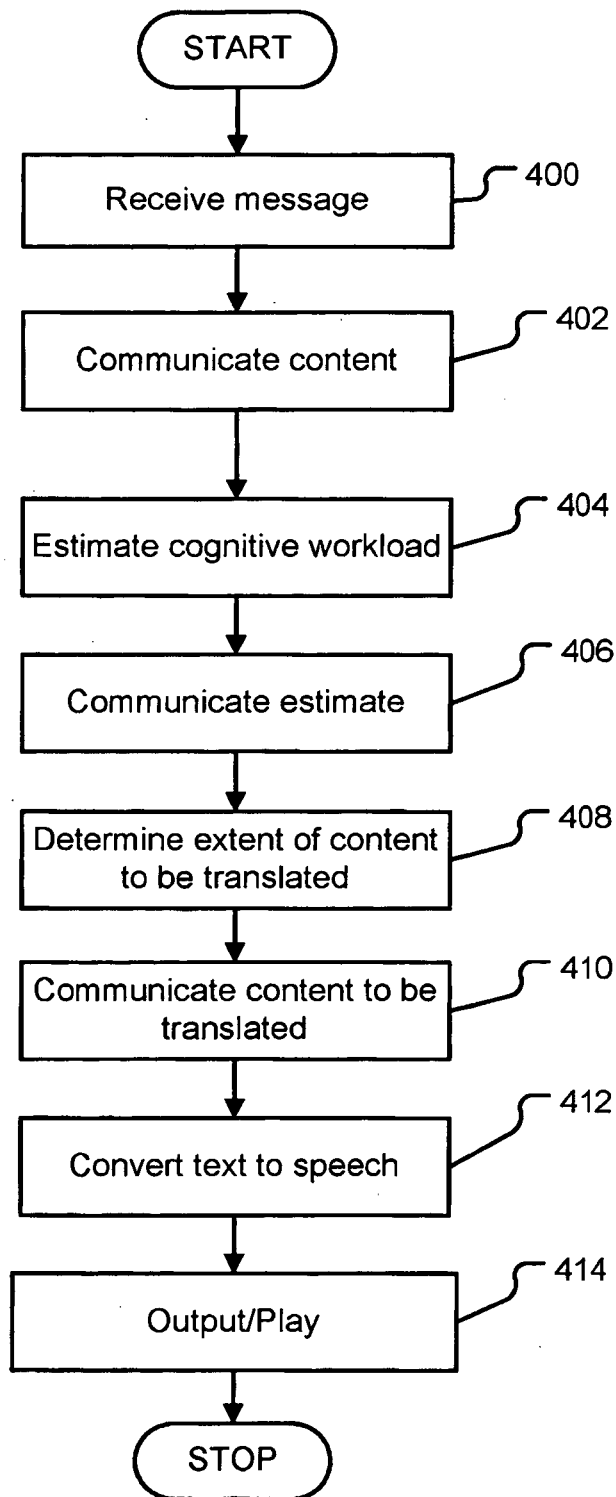 START
Receive message
400
Communicate content
402
Estimate cognitive workload
404
Communicate estimate
406
Determine extent of content
to be translated
408
Communicate content to be
translated
410
Convert text to speech
412
Output/Play
414
STOP